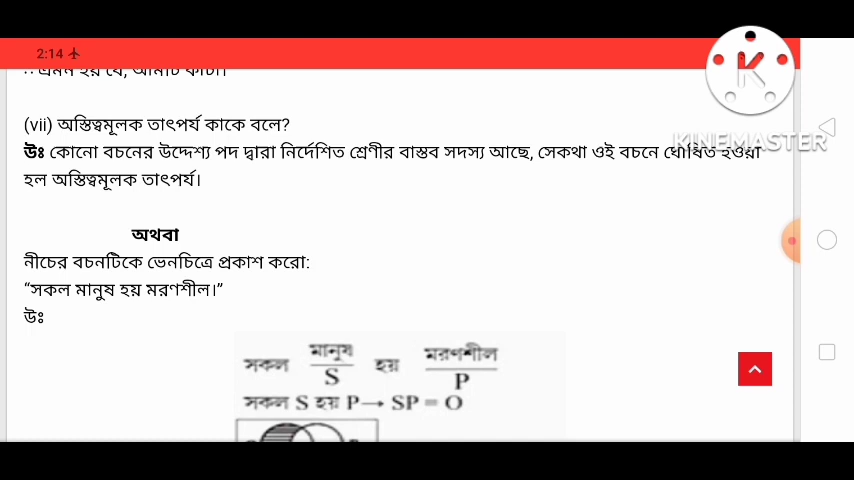 2:14
(vii) অস্তিত্বমূলক তাৎপর্য কাকে বলে?
উঃ কোনো বচনের উদ্দেশ্য পদ দ্বারা নির্দেশিত শ্রেণীর বাস্তব সদস্য আছে, সেকথা ওই বচনে ঘোষিত হওয়া
হল অস্তিত্বমূলক তাৎপর্য।
অথবা
নীচের বচনটিকে ভেনচিত্রে প্রকাশ করো:
“সকল মানুষ হয় মরণশীল।”
উঃ
সকল মানুষ হয় মরণশীল
S P
সকল S হয় P→ SP = O
K
KINEMASTER